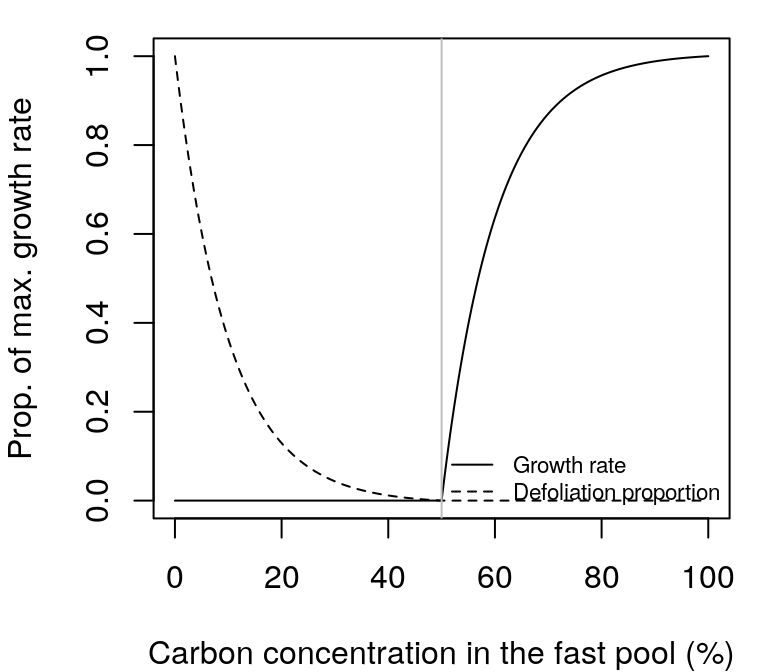 Prop. of max. growth rate
1.0
0.8
0.6
0.4
0.2
0.0
Growth rate
Defoliation proportion
0 20 40 60 80 100
Carbon concentration in the fast pool (%)